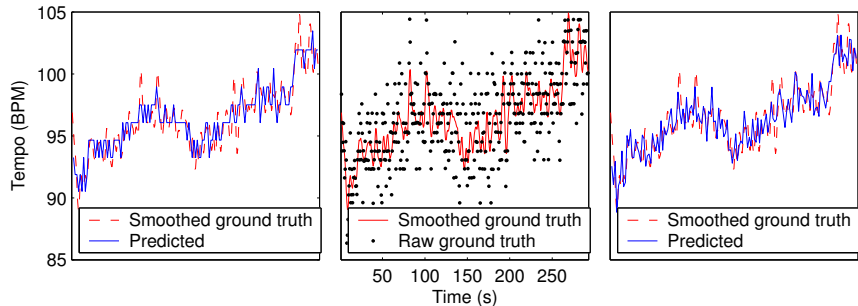 105
100
95
90
85
Tempo (BPM)
Smoothed ground truth
Predicted
Smoothed ground truth
Raw ground truth
50 100 150 200 250
Time (s)
Smoothed ground truth
Predicted